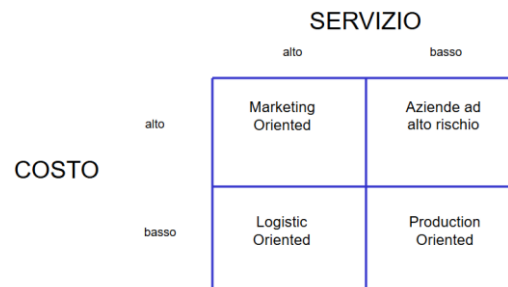 SERVIZIO
alto basso
alto
Marketing
Oriented
Aziende ad
alto rischio
COSTO
basso
Logistic
Oriented
Production
Oriented